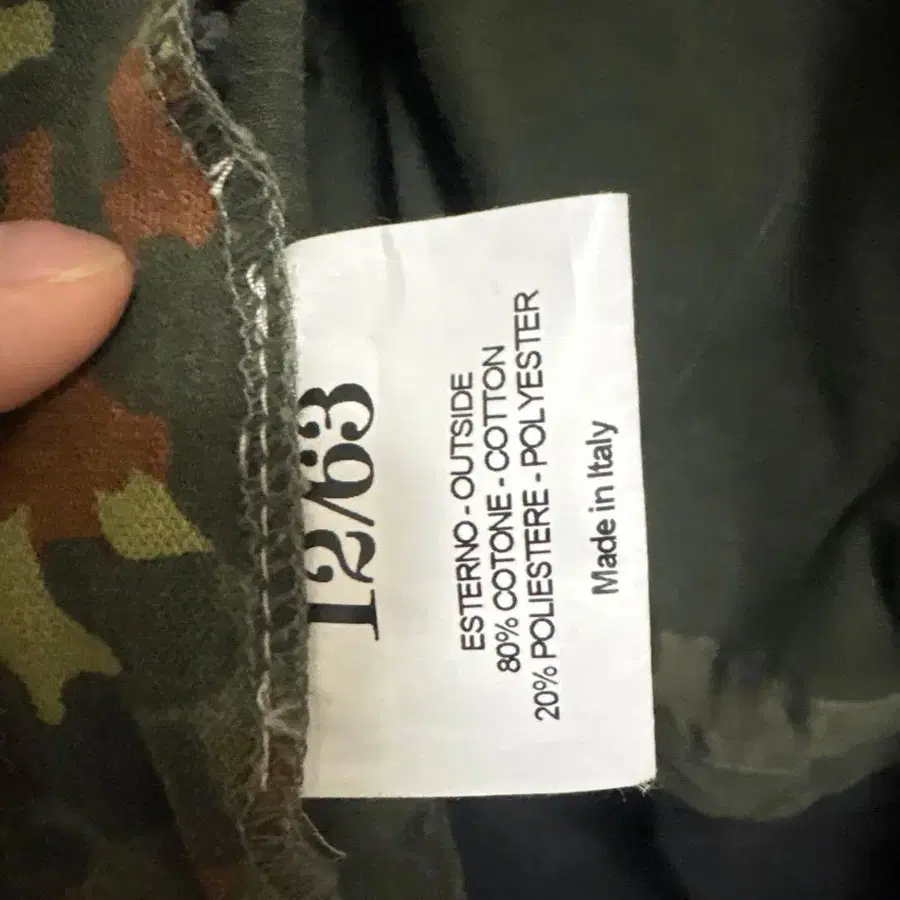 12/63
ESTERNO - OUTSIDE
80% COTONE - COTTON
20% POLIESTERE - POLYESTER
Made in Italy